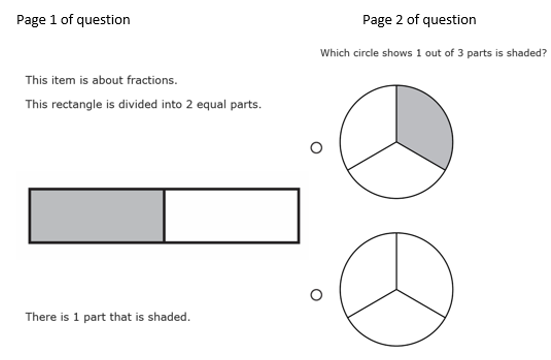 Page 1 of question
This item is about fractions.
This rectangle is divided into 2 equal parts.
There is 1 part that is shaded.
Page 2 of question
Which circle shows 1 out of 3 parts is shaded?